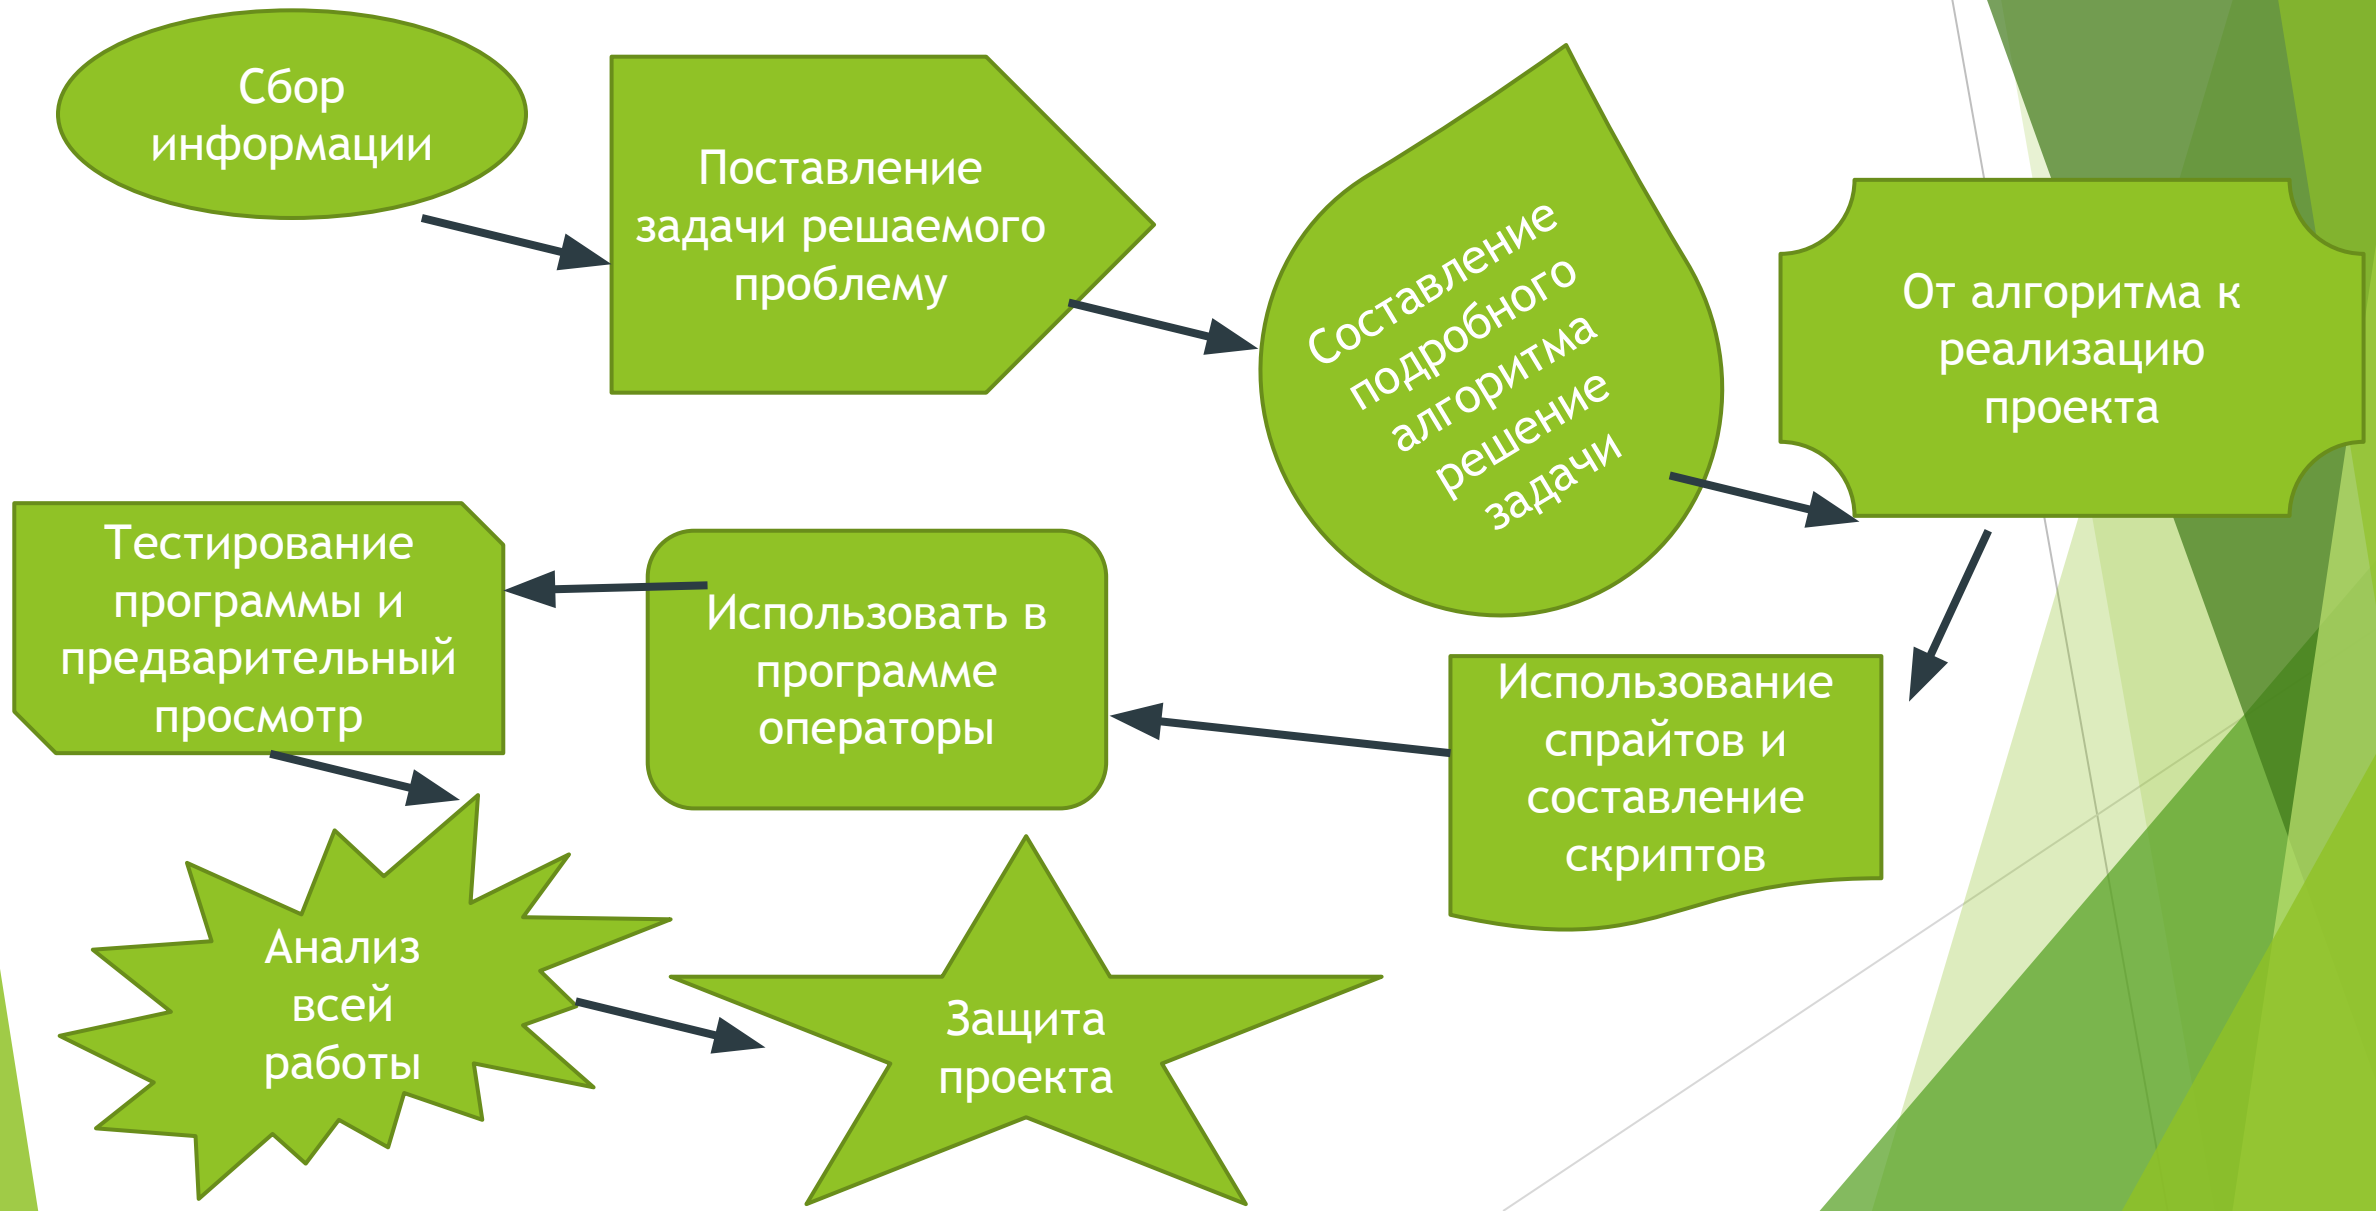 Сбор
информации
Поставление
задачи решаемого
проблему
Составление
подробного
алгоритма
решение
задачи
От алгоритма к
реализацию
проекта
Использование
спрайтов и
составление
скриптов
Использовать в
программе
операторы
Тестирование
программы и
предварительный
просмотр
Анализ
всей
работы
Защита
проекта